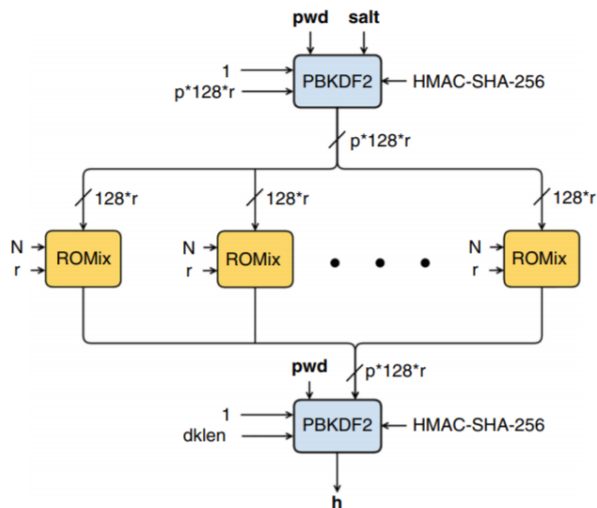 pwd salt
1
PBKDF2
HMAC-SHA-256
p*128*r
p*128*r
128*r 128*r 128*r
N N N
ROMix ROMix ROMix
r r r
pwd
p*128*r
1
PBKDF2
HMAC-SHA-256
dklen
h